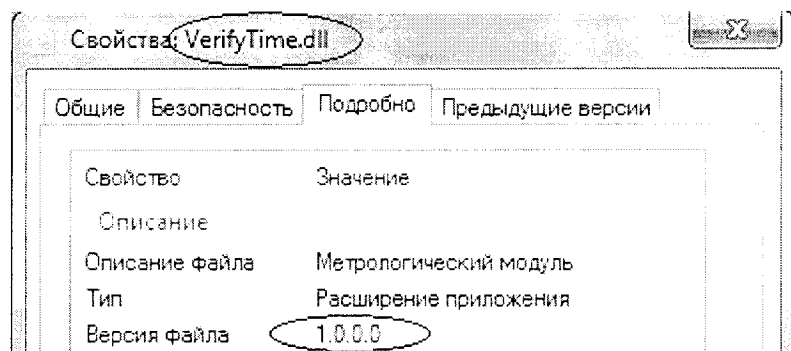 Свойства: VerifyTime.dll
Общие Безопасность Подробно Предыдущие версии
Свойство Значение
Описание
Описание файла Метрологический модуль
Тип Расширение приложения
Версия файла 1.0.0.0